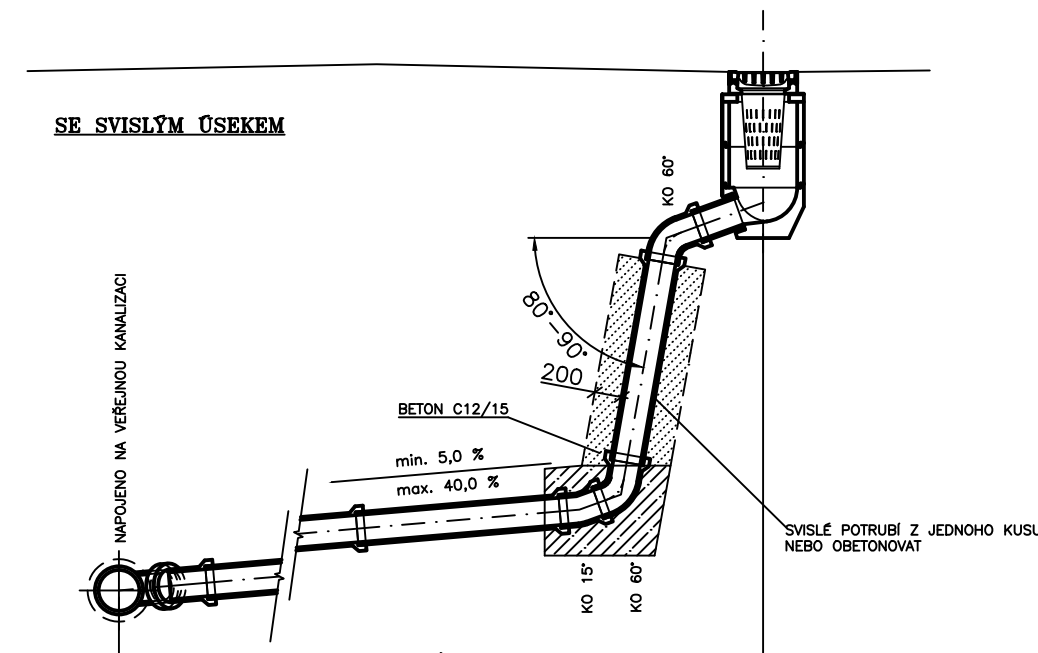 SE SVISLÝM ÚSEKEM
KO 60°
NAPOJENO NA VEŘEJNOU KANALIZACI
80°-90°
200
BETON C12/15
min. 5,0 %
max. 40,0 %
SVISLÉ POTRUBÍ Z JEDNOHO KUSU
NEBO OBETONOVAT
KO 15°
KO 60°